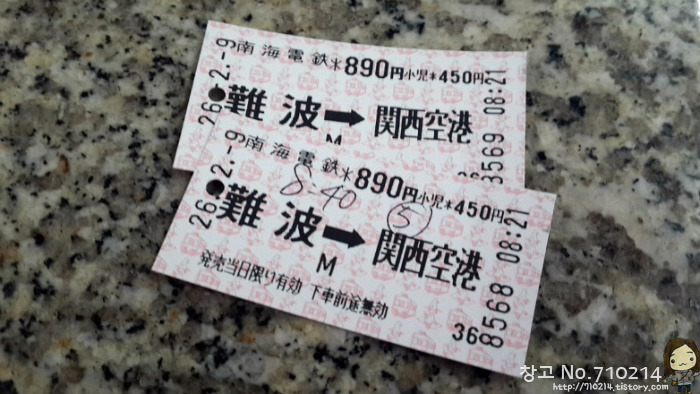 26.2.-9
南海電鉄
*890円小児*450円
難波➡関西空港
M
3569 08:21
26.2.-9
南海電鉄
*890円小児*450円
8:40
⑤
難波➡関西空港
M
発売当日限り有効 下車前途無効
368568 08:21
창고 No.710214
http://710214.tistory.com/